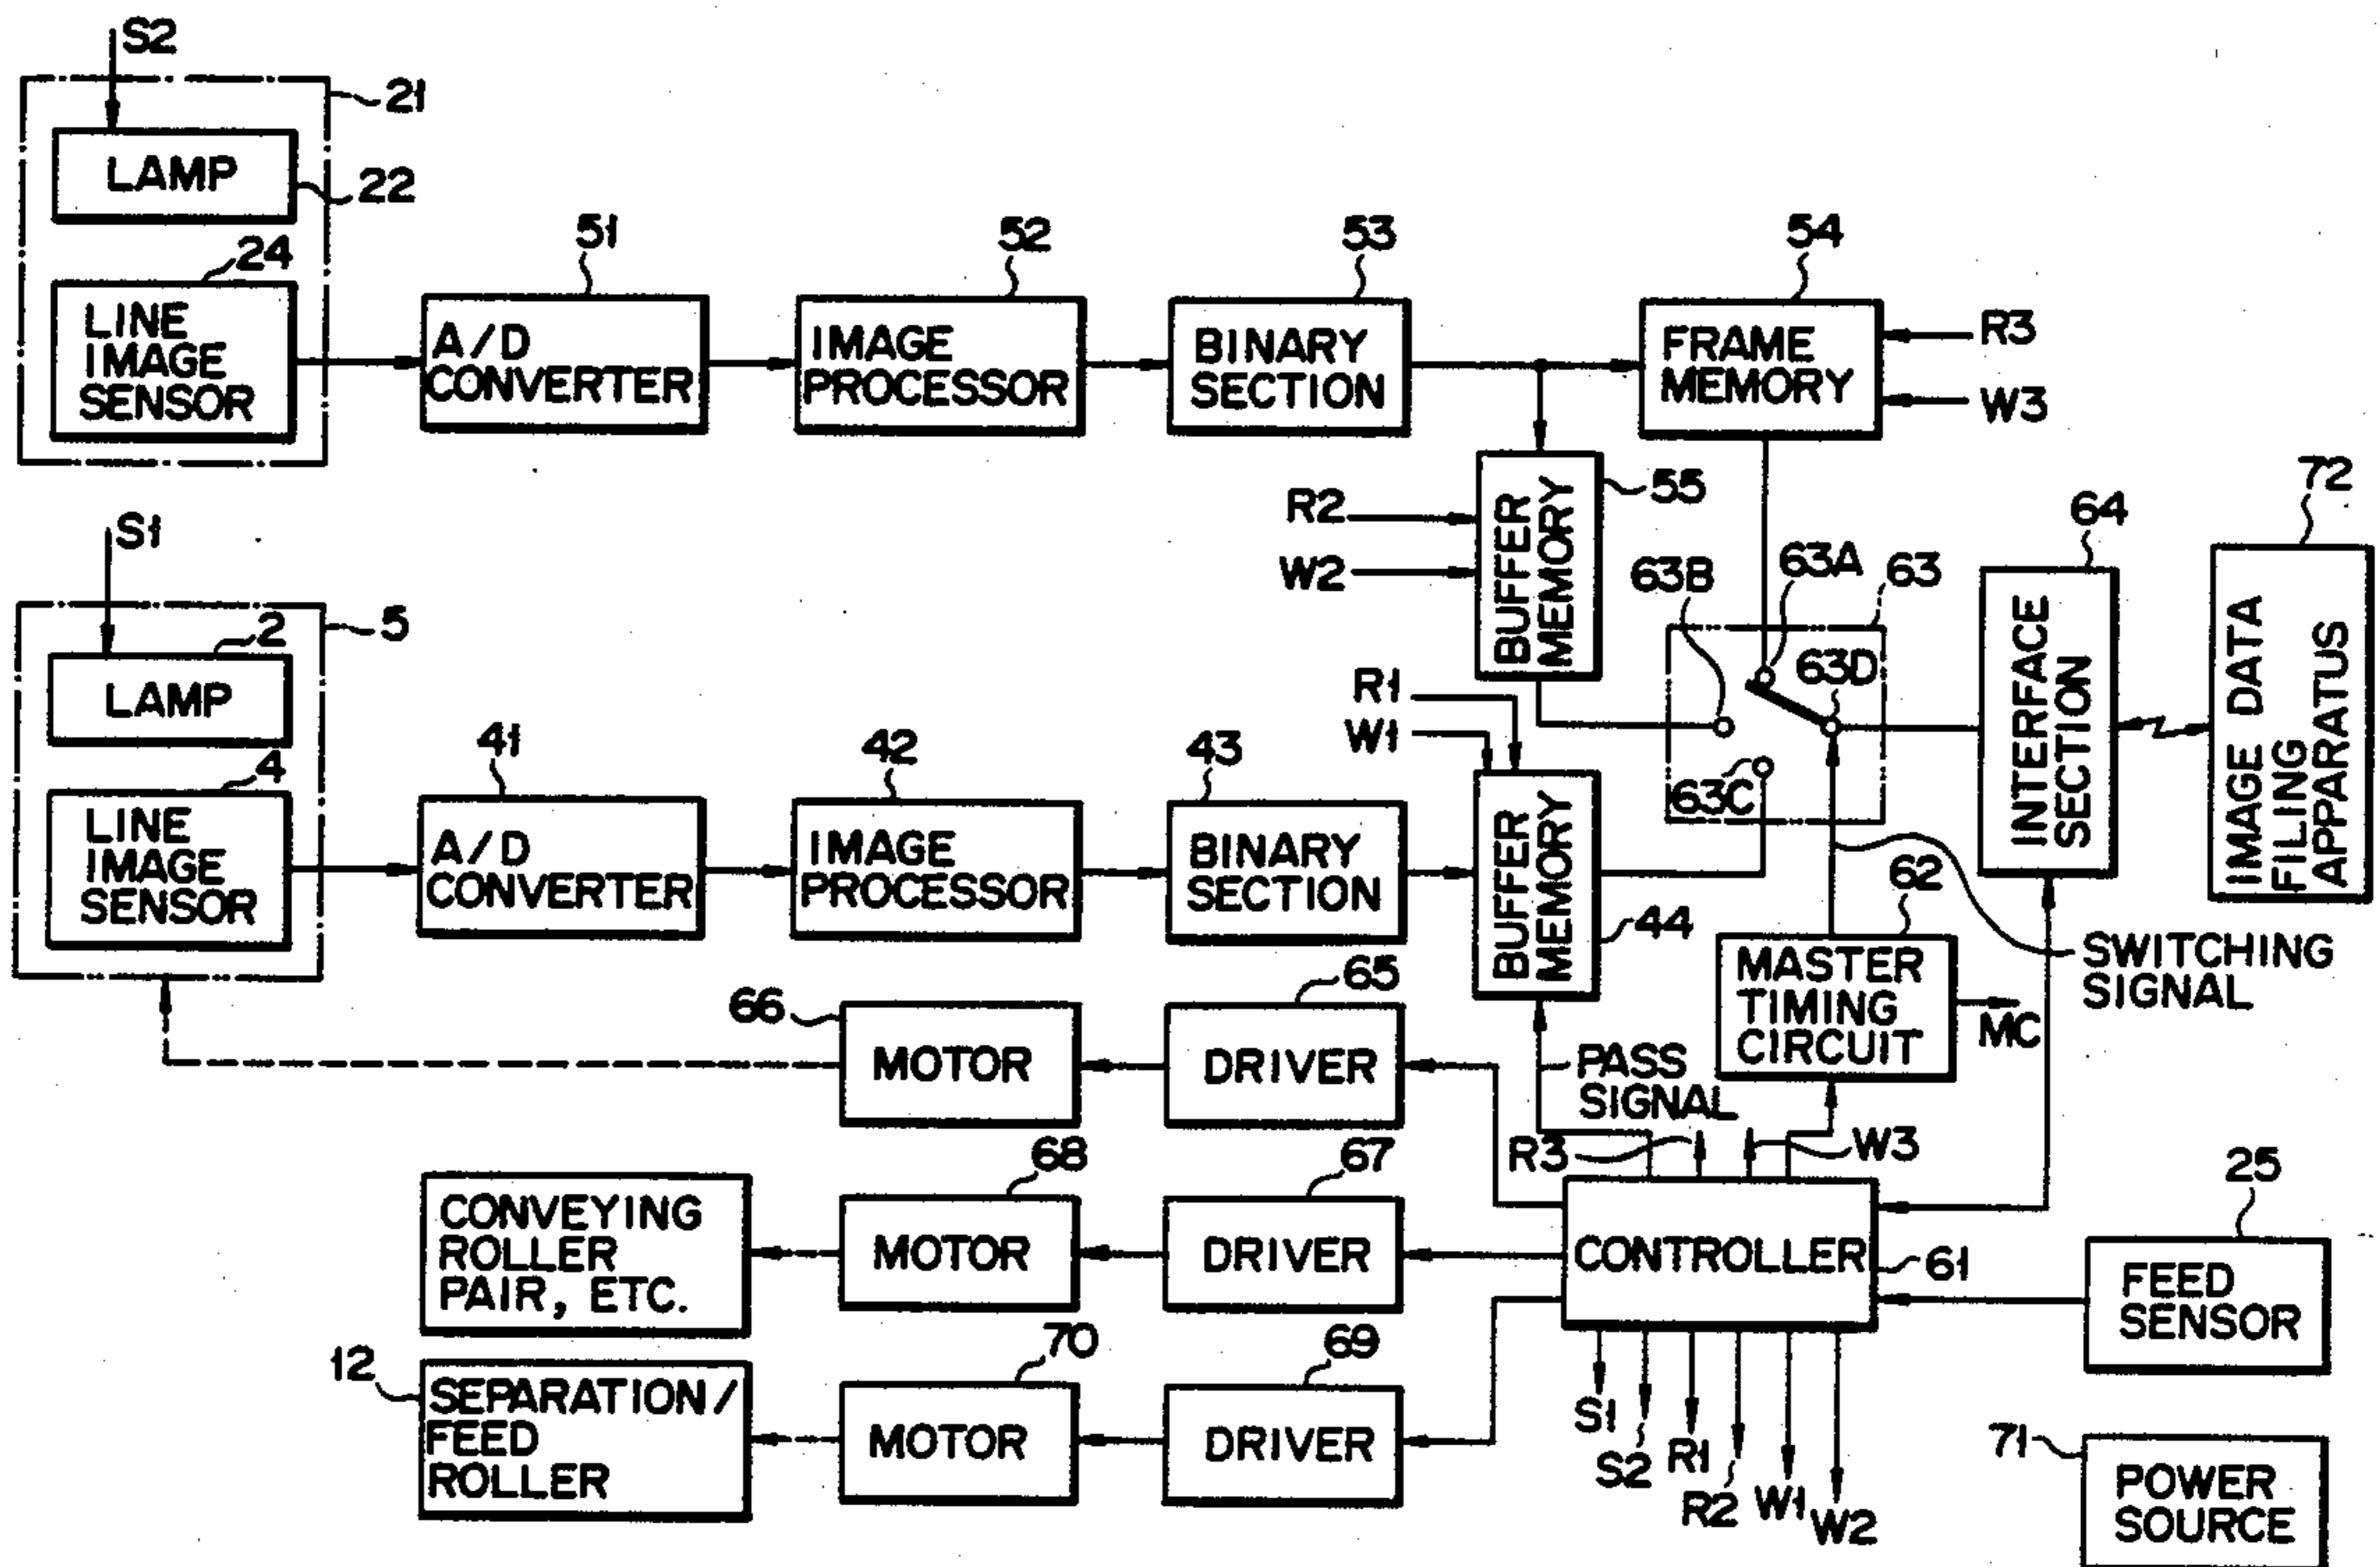 S2
21
LAMP
22
24
LINE
IMAGE
SENSOR
51
A/D
CONVERTER
52
IMAGE
PROCESSOR
53
BINARY
SECTION
54
FRAME
MEMORY
R3
W3
R2
W2
BUFFER
MEMORY
55
63B
63A
63
63D
63C
64
INTERFACE
SECTION
72
IMAGE DATA
FILING
APPARATUS
S1
5
2
LAMP
4
LINE
IMAGE
SENSOR
41
A/D
CONVERTER
42
IMAGE
PROCESSOR
43
BINARY
SECTION
R1
W1
BUFFER
MEMORY
44
62
MASTER
TIMING
CIRCUIT
MC
SWITCHING
SIGNAL
66
MOTOR
65
DRIVER
PASS
SIGNAL
R3
W3
CONVEYING
ROLLER
PAIR, ETC.
68
MOTOR
67
DRIVER
CONTROLLER
61
25
FEED
SENSOR
12
SEPARATION/
FEED
ROLLER
70
MOTOR
69
DRIVER
S1
S2
R1
R2
W1
W2
71
POWER
SOURCE